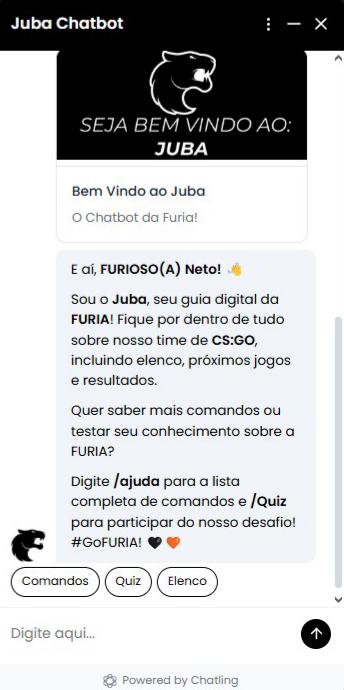 Juba Chatbot
SEJA BEM VINDO AO:
JUBA
Bem Vindo ao Juba
O Chatbot da Furia!
E aí, FURIOSO(A) Neto! 👋
Sou o Juba, seu guia digital da
FURIA! Fique por dentro de tudo
sobre nosso time de CS:GO,
incluindo elenco, próximos jogos
e resultados.
Quer saber mais comandos ou
testar seu conhecimento sobre a
FURIA?
Digite /ajuda para a lista
completa de comandos e /Quiz
para participar do nosso desafio!
#GoFURIA! 🖤🧡
Comandos Quiz Elenco
Digite aqui...
Powered by Chatling